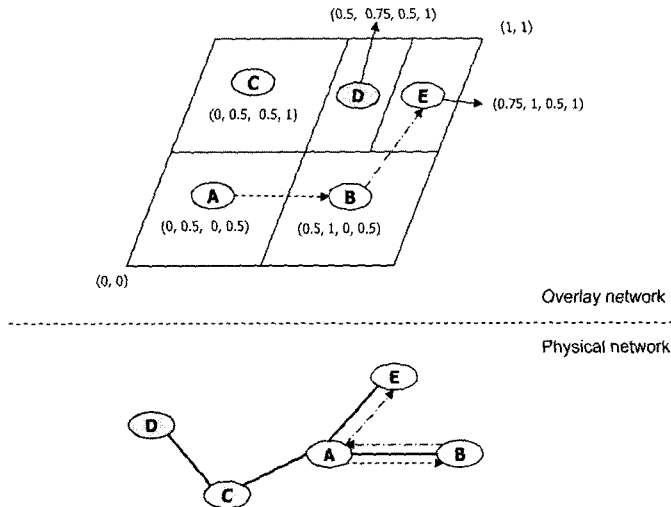 (0.5, 0.75, 0.5, 1)
(1, 1)
C
D
E
(0, 0.5, 0.5, 1)
(0.75, 1, 0.5, 1)
A
B
(0, 0.5, 0, 0.5)
(0.5, 1, 0, 0.5)
(0, 0)
Overlay network
Physical network
E
D
A
B
C